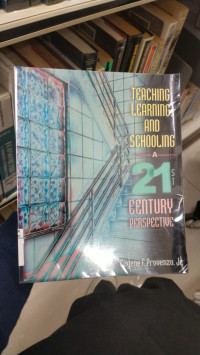 TEACHING,
LEARNING,
AND
SCHOOLING
A
21ST
CENTURY
PERSPECTIVE
Eugene F. Provenzo, Jr.